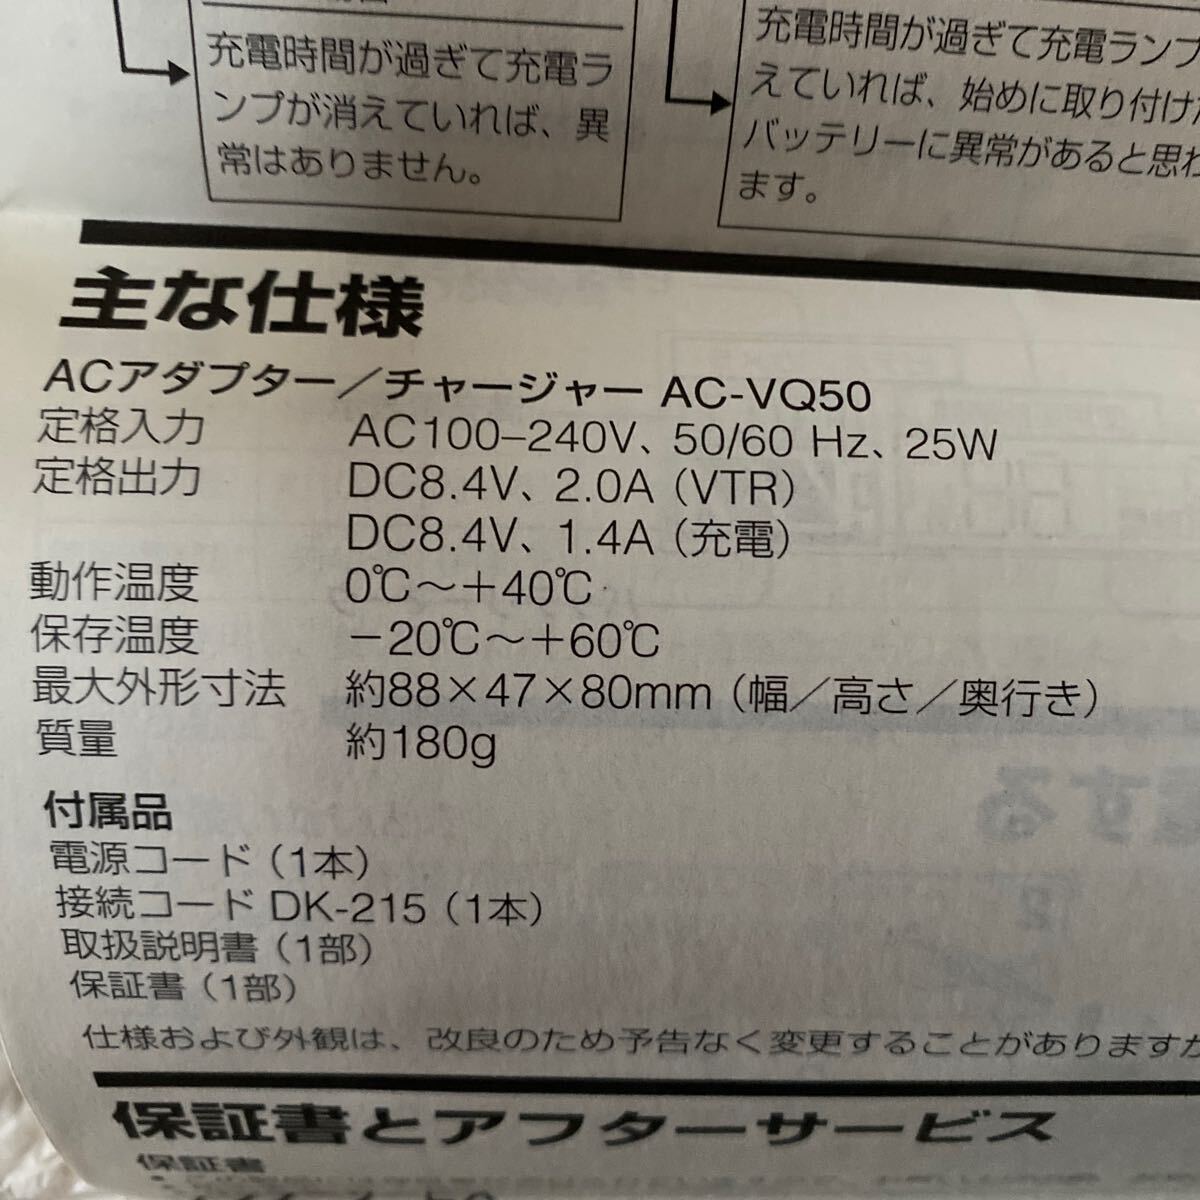 充電時間が過ぎて充電ラ
ンプが消えていれば、異
常はありません。
充電時間が過ぎて充電ランプ
えていれば、始めに取り付け
バッテリーに異常があると思わ
ます。
主な仕様
ACアダプター／チャージャー AC-VQ50
定格入力 AC100–240V、50/60 Hz、25W
定格出力 DC8.4V、2.0A（VTR）
DC8.4V、1.4A（充電）
動作温度 0℃～＋40℃
保存温度 －20℃～＋60℃
最大外形寸法 約88×47×80mm（幅／高さ／奥行き）
質量 約180g
付属品
電源コード（1本）
接続コード DK-215（1本）
取扱説明書（1部）
保証書（1部）
仕様および外観は、改良のため予告なく変更することがありますが
保証書とアフターサービス
保証書